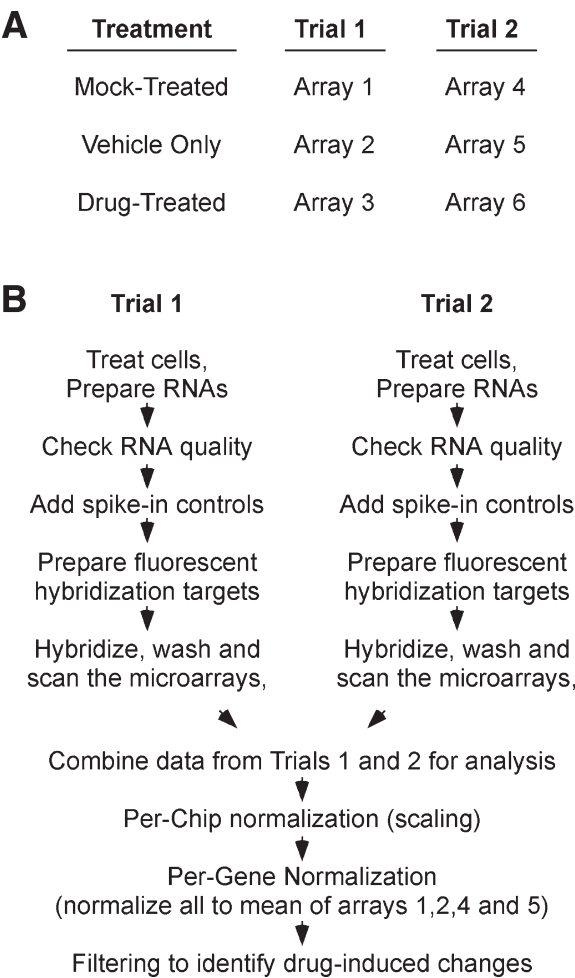 A
Treatment Trial 1 Trial 2
Mock-Treated Array 1 Array 4
Vehicle Only Array 2 Array 5
Drug-Treated Array 3 Array 6
B
Trial 1 Trial 2
Treat cells, Treat cells,
Prepare RNAs Prepare RNAs
Check RNA quality Check RNA quality
Add spike-in controls Add spike-in controls
Prepare fluorescent Prepare fluorescent
hybridization targets hybridization targets
Hybridize, wash and Hybridize, wash and
scan the microarrays, scan the microarrays,
Combine data from Trials 1 and 2 for analysis
Per-Chip normalization (scaling)
Per-Gene Normalization
(normalize all to mean of arrays 1,2,4 and 5)
Filtering to identify drug-induced changes